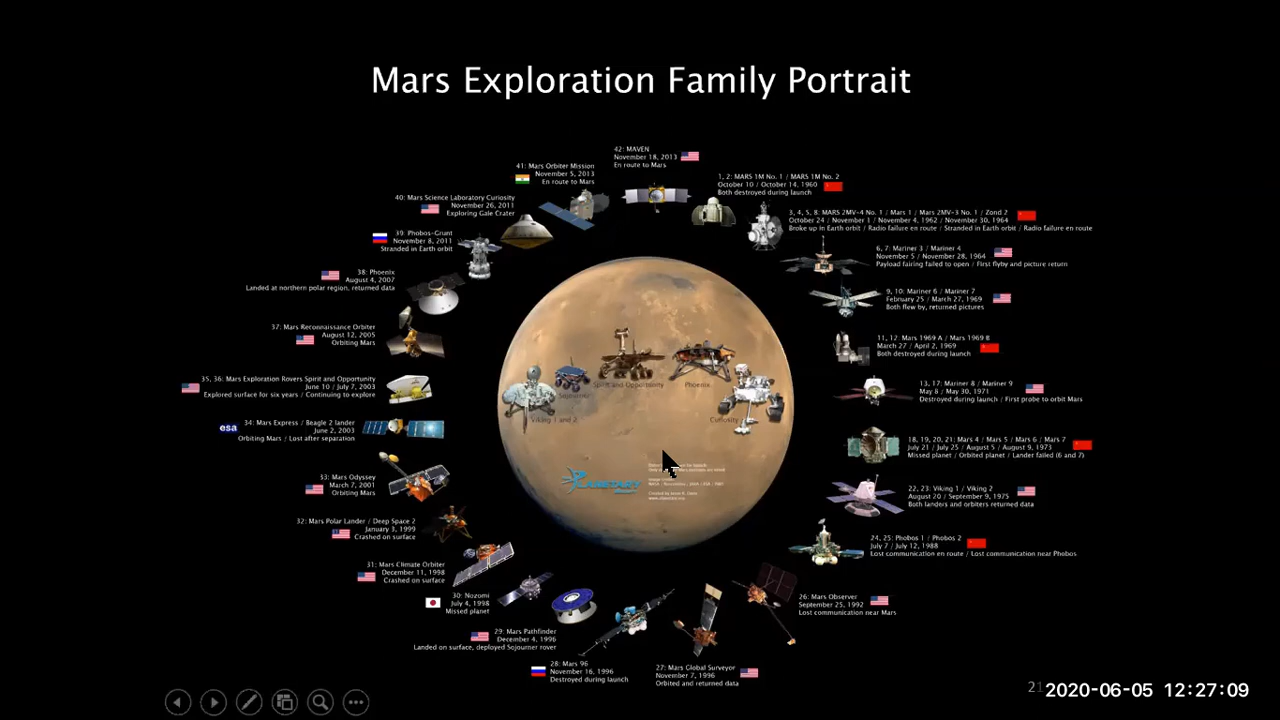 Mars Exploration Family Portrait
42: MAVEN
November 18, 2013
En route to Mars
1, 2: MARS 1M No. 1 / MARS 1M No. 2
October 10 / October 14, 1960
Both destroyed during launch
3, 4, 5, 8: MARS 2MV-4 No. 1 / Mars 1 / Mars 2MV-3 No. 1 / Zond 2
October 24 / November 1 / November 4, 1962 / November 30, 1964
Broke up in Earth orbit / Radio failure en route / Stranded in Earth orbit / Radio failure en route
6, 7: Mariner 3 / Mariner 4
November 5 / November 28, 1964
Payload fairing failed to open / First flyby and picture return
9, 10: Mariner 6 / Mariner 7
February 25 / March 27, 1969
Both flew by, returned pictures
11, 12: Mars 1969 A / Mars 1969 B
March 27 / April 2, 1969
Both destroyed during launch
13, 17: Mariner 8 / Mariner 9
May 8 / May 30, 1971
Destroyed during launch / First probe to orbit Mars
18, 19, 20, 21: Mars 4 / Mars 5 / Mars 6 / Mars 7
July 21 / July 25 / August 5 / August 9, 1973
Missed planet / Orbited planet / Lander failed (6 and 7)
22, 23: Viking 1 / Viking 2
August 20 / September 9, 1975
Both landers and orbiters returned data
24, 25: Phobos 1 / Phobos 2
July 7 / July 12, 1988
Lost communication en route / Lost communication near Phobos
26: Mars Observer
September 25, 1992
Lost communication near Mars
27: Mars Global Surveyor
November 7, 1996
Orbited and returned data
28: Mars 96
November 16, 1996
Destroyed during launch
29: Mars Pathfinder
December 4, 1996
Landed on surface, deployed Sojourner rover
30: Nozomi
July 4, 1998
Missed planet
31: Mars Climate Orbiter
December 11, 1998
Crashed on surface
32: Mars Polar Lander / Deep Space 2
January 3, 1999
Crashed on surface
33: Mars Odyssey
March 7, 2001
Orbiting Mars
esa
34: Mars Express / Beagle 2 lander
June 2, 2003
Orbiting Mars / Lost after separation
35, 36: Mars Exploration Rovers Spirit and Opportunity
June 10 / July 7, 2003
Explored surface for six years / Continuing to explore
37: Mars Reconnaissance Orbiter
August 12, 2005
Orbiting Mars
38: Phoenix
August 4, 2007
Landed at northern polar region, returned data
39: Phobos-Grunt
November 8, 2011
Stranded in Earth orbit
40: Mars Science Laboratory Curiosity
November 26, 2011
Exploring Gale Crater
41: Mars Orbiter Mission
November 5, 2013
En route to Mars
Viking 1 and 2
Sojourner
Spirit and Opportunity
Phoenix
Curiosity
PLANETARY
21
2020-06-05 12:27:09